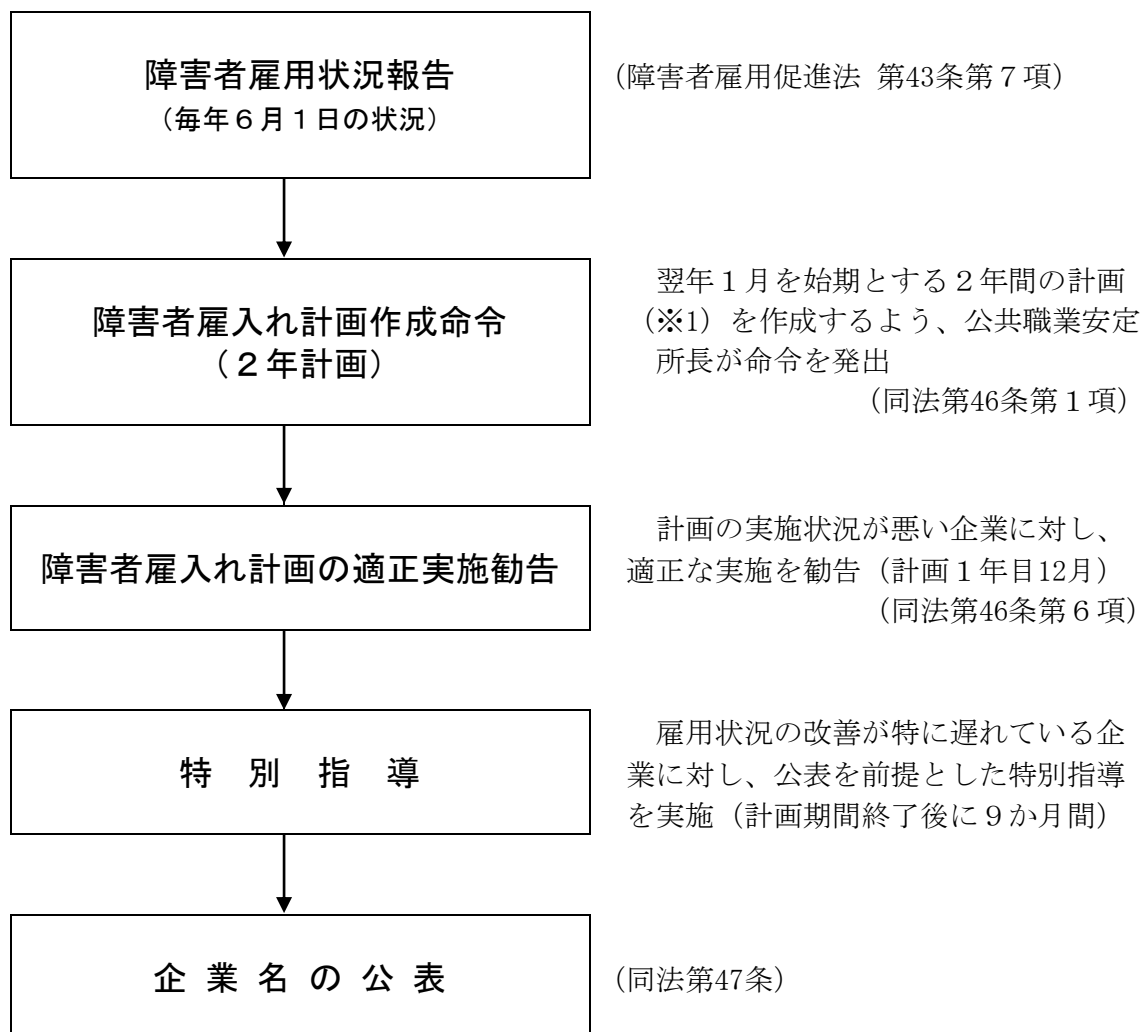 障害者雇用状況報告
（毎年６月１日の状況）
（障害者雇用促進法 第43条第７項）
障害者雇入れ計画作成命令
（２年計画）
翌年１月を始期とする２年間の計画
（※1）を作成するよう、公共職業安定
所長が命令を発出
（同法第46条第１項）
障害者雇入れ計画の適正実施勧告
計画の実施状況が悪い企業に対し、
適正な実施を勧告（計画１年目12月）
（同法第46条第６項）
特　別　指　導
雇用状況の改善が特に遅れている企
業に対し、公表を前提とした特別指導
を実施（計画期間終了後に９か月間）
企 業 名 の 公 表
（同法第47条）